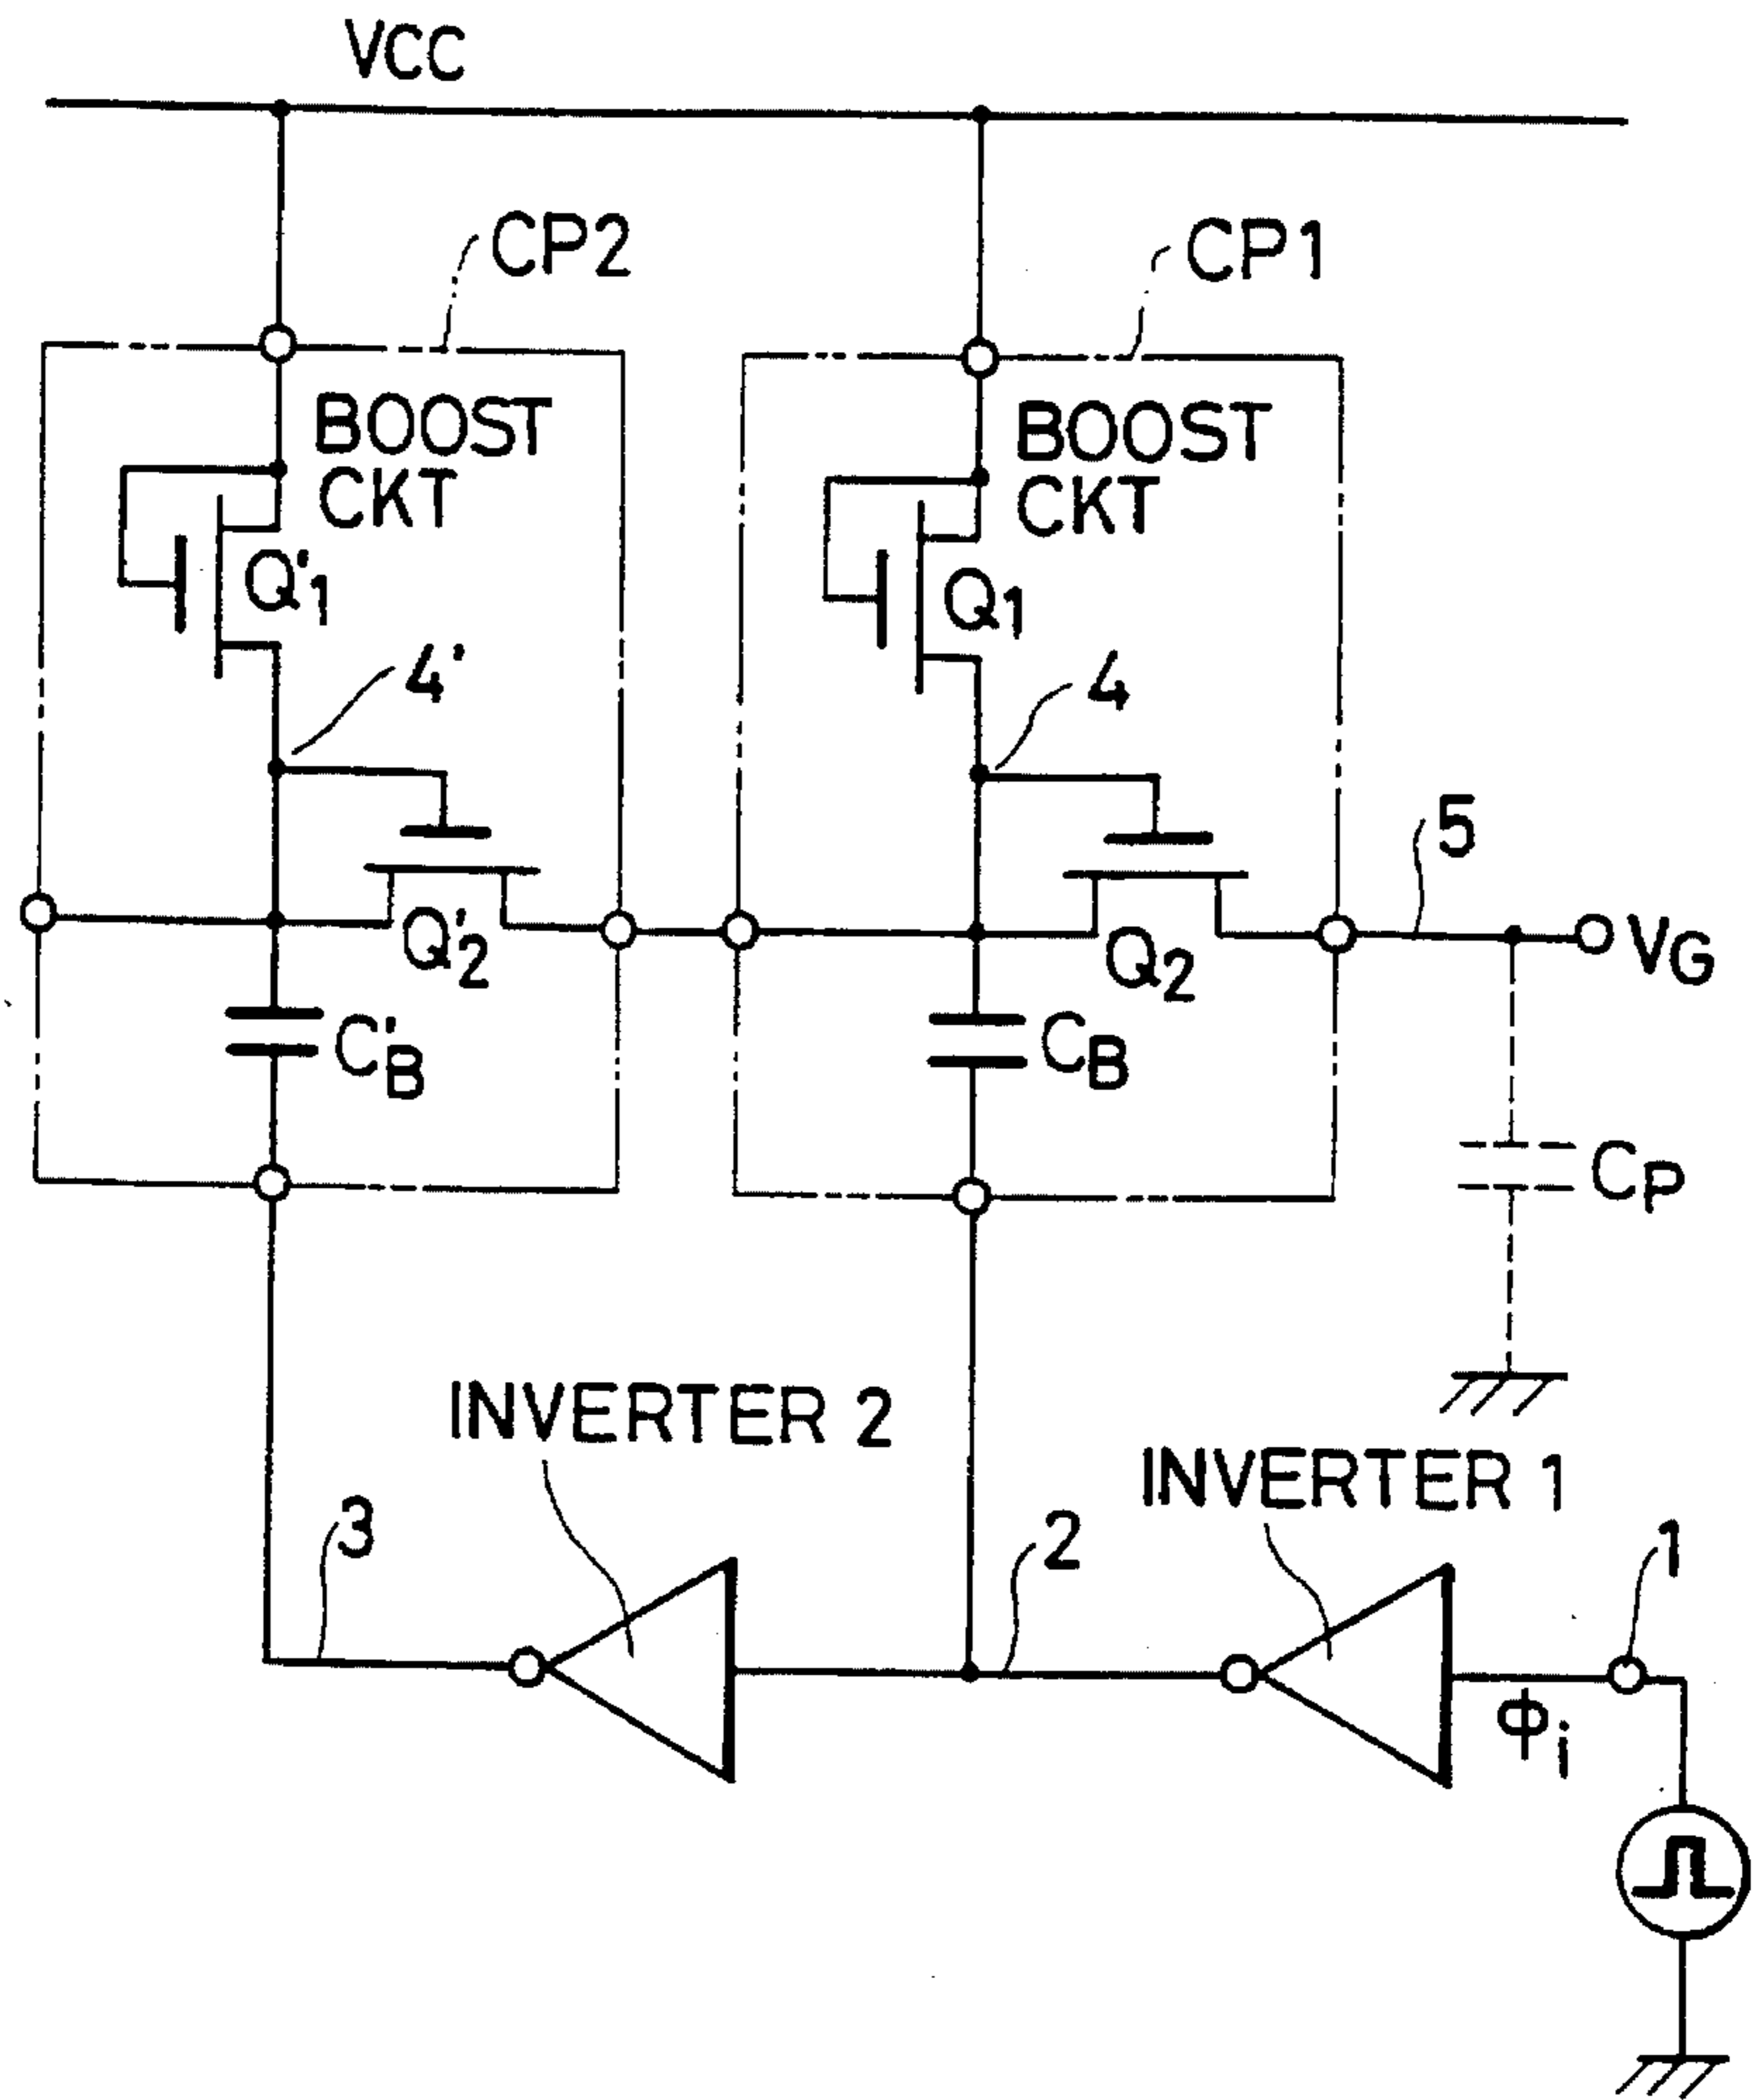 VCC
CP2
CP1
BOOST
CKT
BOOST
CKT
Q'1
Q1
4'
4
5
Q'2
Q2
VG
C'B
CB
CP
INVERTER 2
INVERTER 1
3
2
1
ϕi